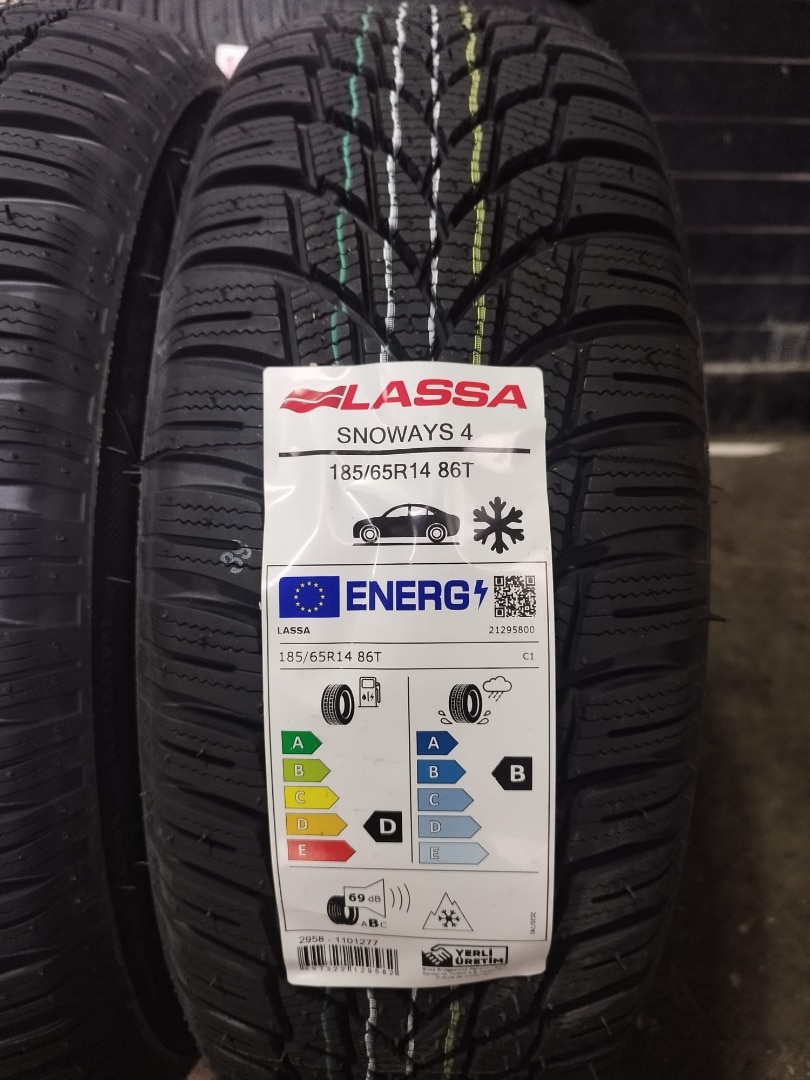 LASSA
SNOWAYS 4
185/65R14 86T
ENERG
LASSA 21295800
185/65R14 86T C1
A A
B B B
C C
D D D
E E
69 dB
ABC
2958 - 1101277
YERLİ
ÜRETİM